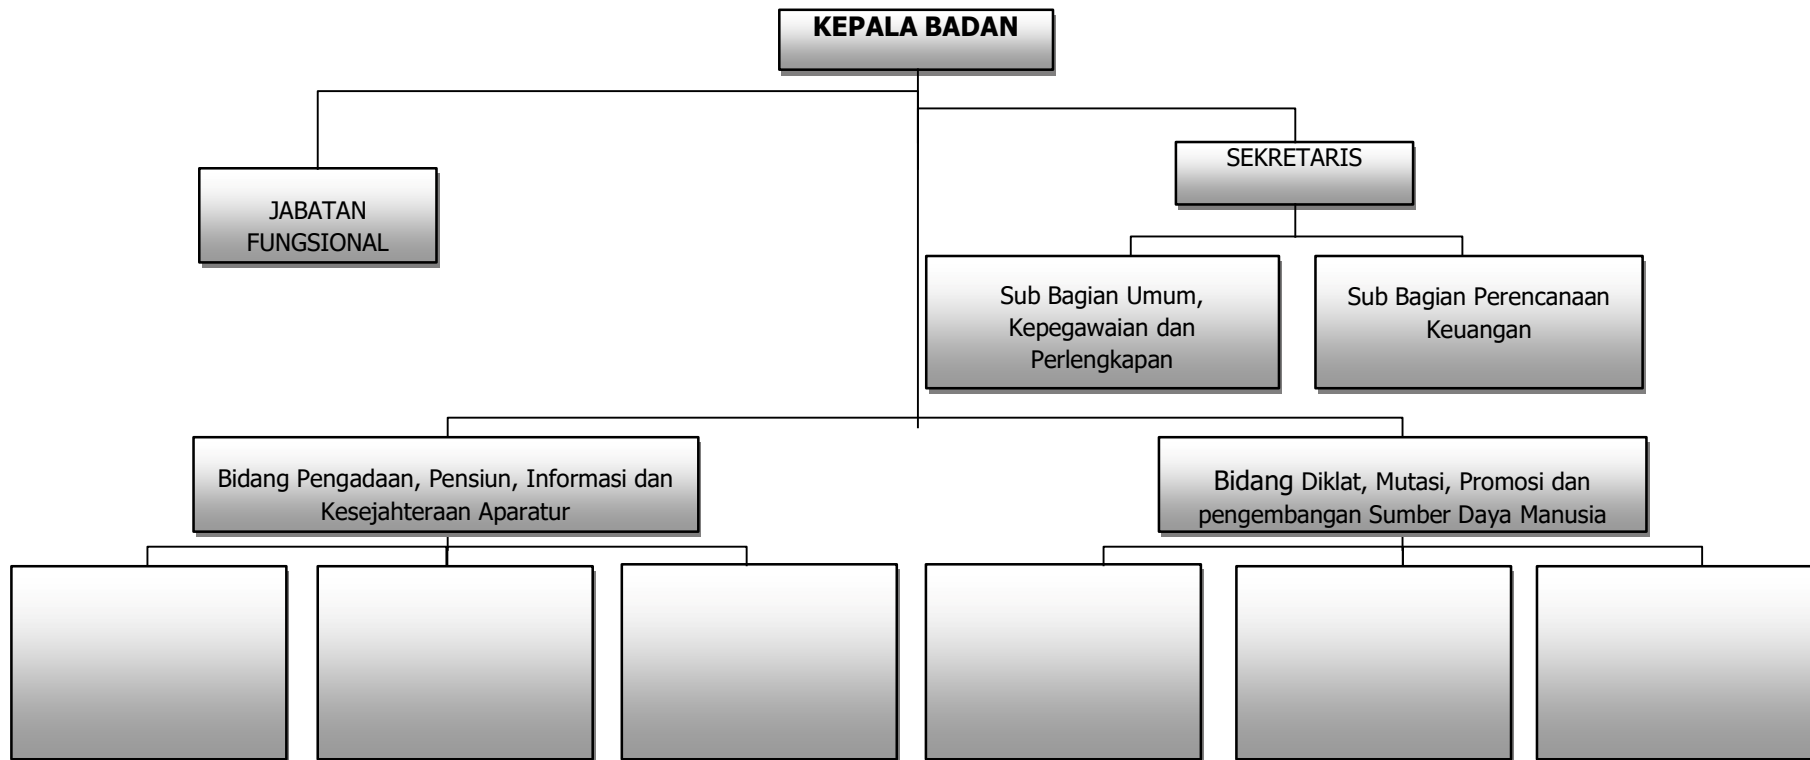 KEPALA BADAN
SEKRETARIS
JABATAN
FUNGSIONAL
Sub Bagian Umum,
Kepegawaian dan
Perlengkapan
Sub Bagian Perencanaan
Keuangan
Bidang Pengadaan, Pensiun, Informasi dan
Kesejahteraan Aparatur
Bidang Diklat, Mutasi, Promosi dan
pengembangan Sumber Daya Manusia